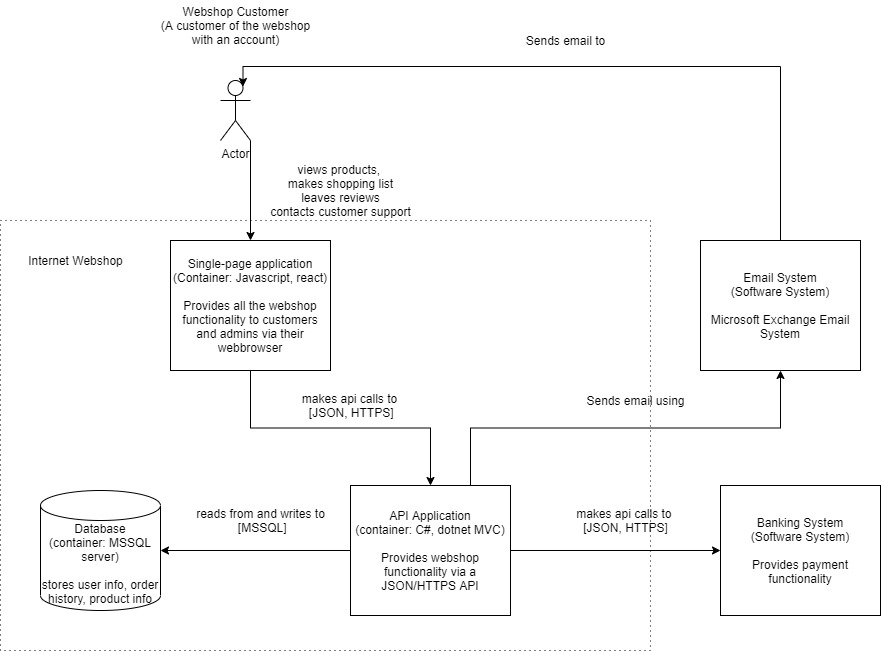 Webshop Customer
(A customer of the webshop
with an account)
Sends email to
Actor
views products,
makes shopping list
leaves reviews
contacts customer support
Internet Webshop
Single-page application
(Container: Javascript, react)
Provides all the webshop
functionality to customers
and admins via their
webbrowser
Email System
(Software System)
Microsoft Exchange Email
System
makes api calls to
[JSON, HTTPS]
Sends email using
Database
(container: MSSQL
server)
stores user info, order
history, product info
reads from and writes to
[MSSQL]
API Application
(container: C#, dotnet MVC)
Provides webshop
functionality via a
JSON/HTTPS API
makes api calls to
[JSON, HTTPS]
Banking System
(Software System)
Provides payment
functionality